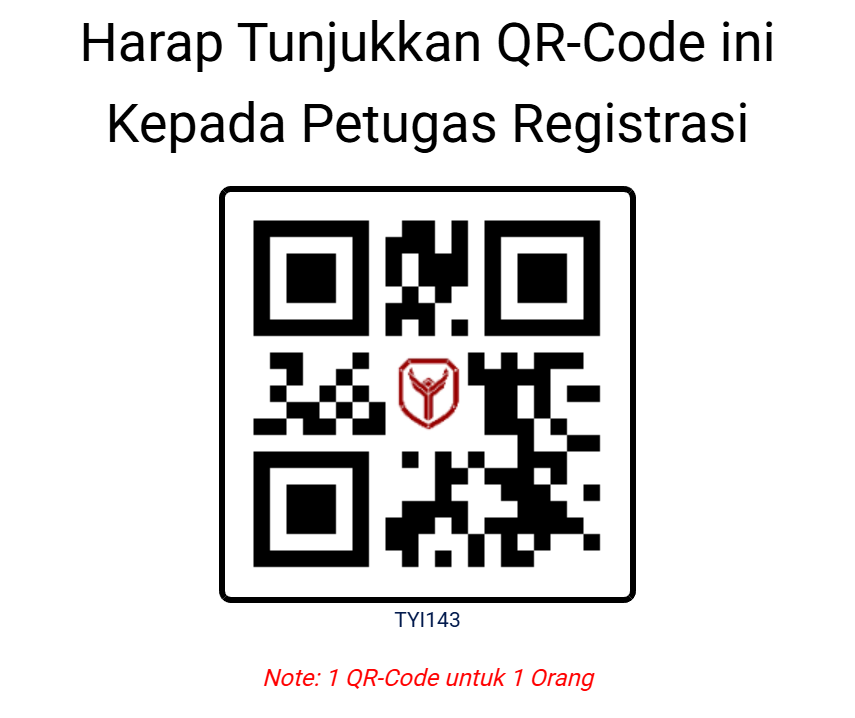 Harap Tunjukkan QR-Code ini
Kepada Petugas Registrasi
TYI143
Note: 1 QR-Code untuk 1 Orang